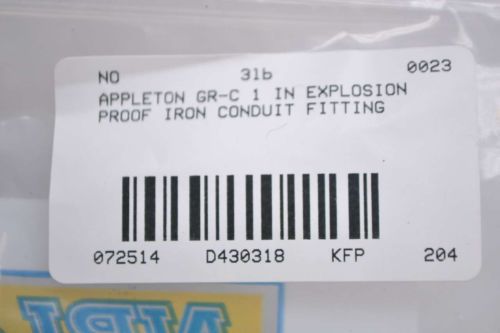 NO 3lb 0023
APPLETON GR-C 1 IN EXPLOSION
PROOF IRON CONDUIT FITTING
072514 D430318 KFP 204